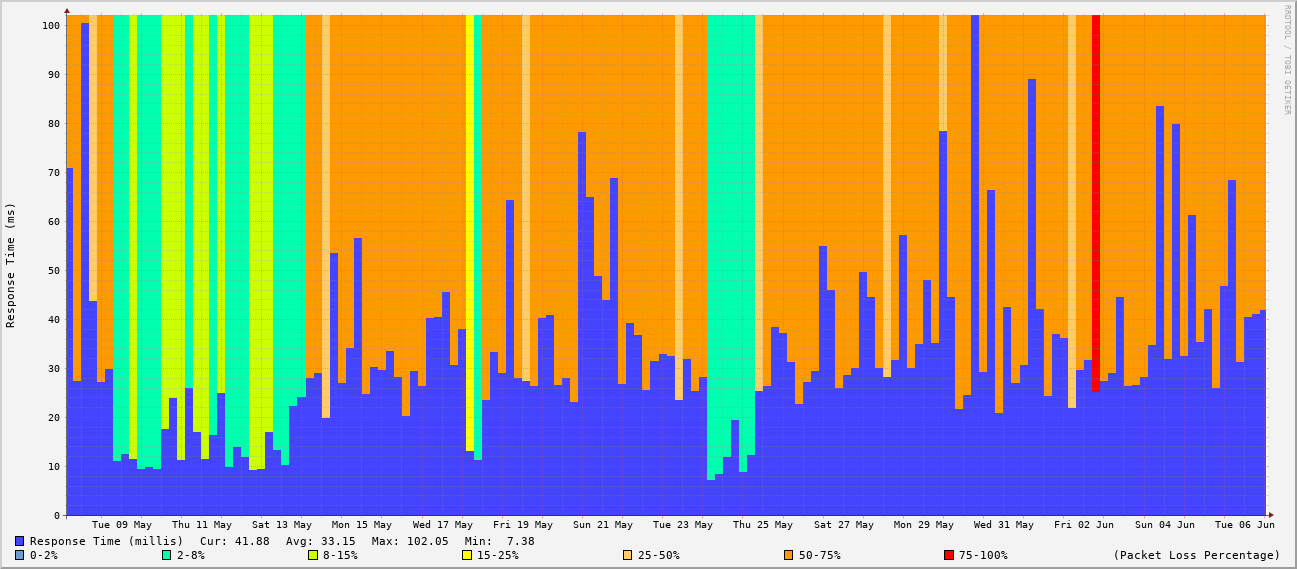 RRDTOOL / TOBI OETIKER
Response Time (ms)
100
90
80
70
60
50
40
30
20
10
0
Tue 09 May Thu 11 May Sat 13 May Mon 15 May Wed 17 May Fri 19 May Sun 21 May Tue 23 May Thu 25 May Sat 27 May Mon 29 May Wed 31 May Fri 02 Jun Sun 04 Jun Tue 06 Jun
Response Time (millis) Cur: 41.88 Avg: 33.15 Max: 102.05 Min: 7.38
0-2% 2-8% 8-15% 15-25% 25-50% 50-75% 75-100% (Packet Loss Percentage)